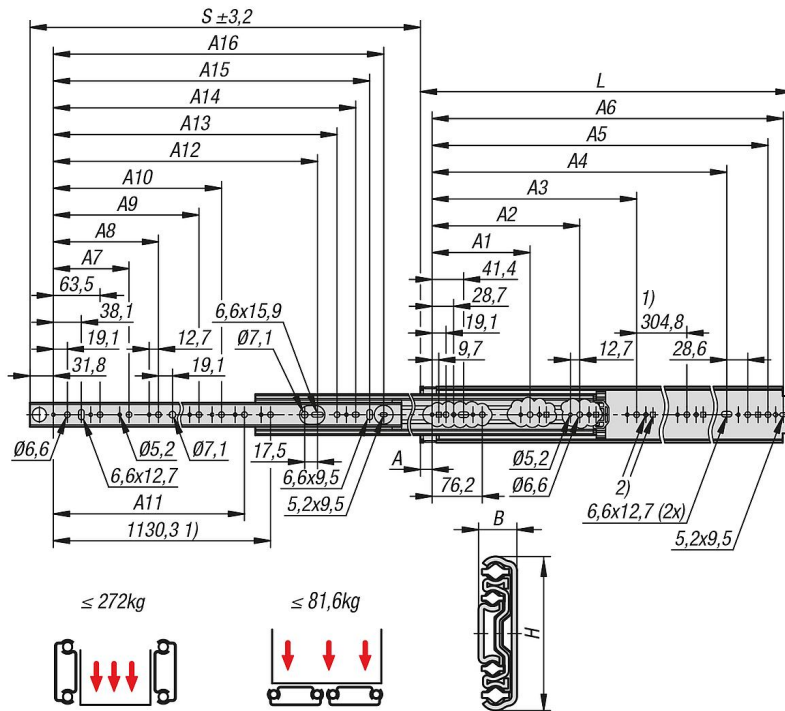 S ±3,2
A16
A15
L
A14
A6
A13
A5
A12
A4
A10
A3
A9
A2
A8
A1
A7
41,4
63,5
6,6x15,9
28,7
1)
38,1
304,8
19,1
12,7
Ø7,1
19,1
12,7
28,6
31,8
19,1
9,7
Ø6,6
Ø5,2
Ø7,1
17,5
A
Ø5,2
2)
6,6x12,7
6,6x9,5
76,2
Ø6,6
6,6x12,7 (2x)
A11
5,2x9,5
B
5,2x9,5
1130,3 1)
H
≤ 272kg
≤ 81,6kg